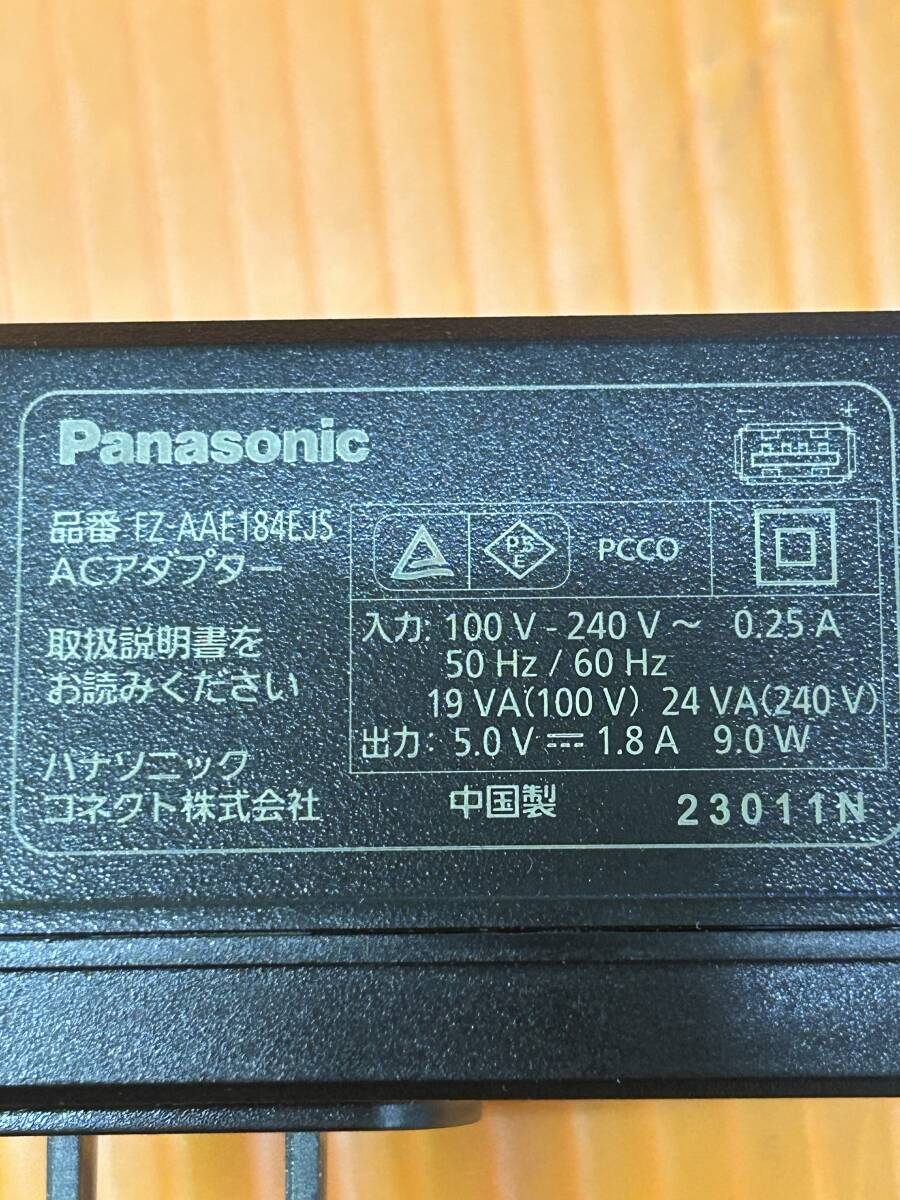 Panasonic
− +
品番 FZ-AAE184EJS
ACアダプター
取扱説明書を
お読みください
パナソニック
コネクト株式会社
PS
E
PCCO
入力: 100 V - 240 V ～ 0.25 A
50 Hz / 60 Hz
19 VA(100 V) 24 VA(240 V)
出力: 5.0 V ⎓ 1.8 A 9.0 W
中国製
23011N